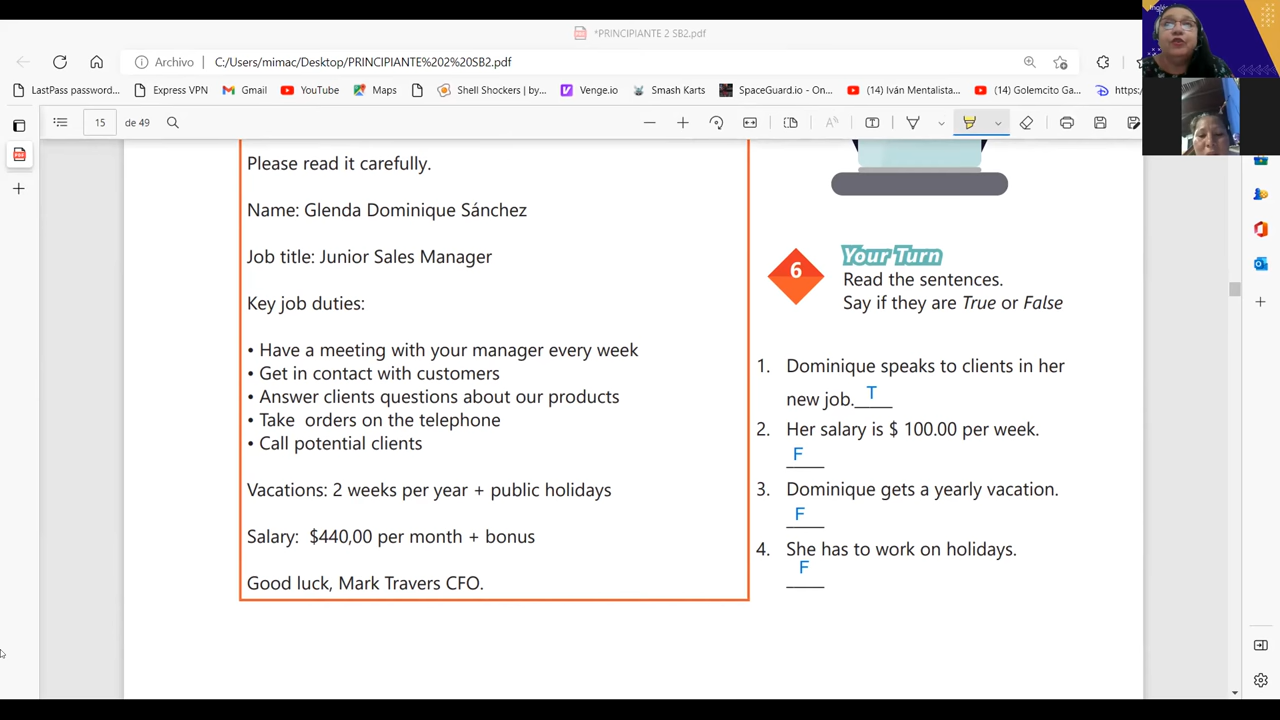 *PRINCIPIANTE 2 SB2.pdf
Inglés
Archivo C:/Users/mimac/Desktop/PRINCIPIANTE%202%20SB2.pdf
LastPass password... Express VPN Gmail YouTube Maps Shell Shockers | by... Venge.io Smash Karts SpaceGuard.io - On... (14) Iván Mentalista... (14) Golemcito Ga... https:/
15 de 49
Please read it carefully.
Name: Glenda Dominique Sánchez
Job title: Junior Sales Manager
Key job duties:
• Have a meeting with your manager every week
• Get in contact with customers
• Answer clients questions about our products
• Take orders on the telephone
• Call potential clients
Vacations: 2 weeks per year + public holidays
Salary: $440,00 per month + bonus
Good luck, Mark Travers CFO.
6 Your Turn
Read the sentences.
Say if they are True or False
1. Dominique speaks to clients in her
new job. T
2. Her salary is $ 100.00 per week.
F
3. Dominique gets a yearly vacation.
F
4. She has to work on holidays.
F